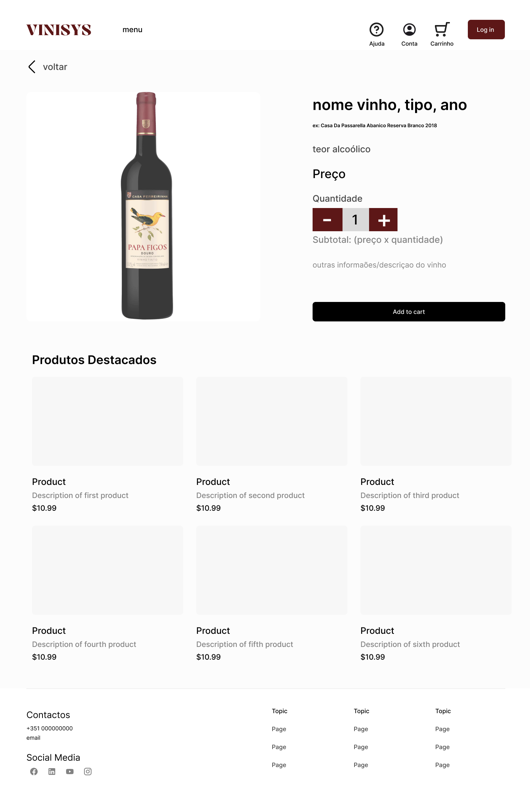 VINISYS
menu
Ajuda
Conta
Carrinho
Log in
voltar
nome vinho, tipo, ano
ex: Casa Da Passarella Abanico Reserva Branco 2018
teor alcoólico
Preço
Quantidade
- 1 +
Subtotal: (preço x quantidade)
outras informaões/descriçao do vinho
Add to cart
PAPA FIGOS
DOURO
Produtos Destacados
Product
Description of first product
$10.99
Product
Description of second product
$10.99
Product
Description of third product
$10.99
Product
Description of fourth product
$10.99
Product
Description of fifth product
$10.99
Product
Description of sixth product
$10.99
Contactos
+351 000000000
email
Social Media
Topic
Page
Page
Page
Topic
Page
Page
Page
Topic
Page
Page
Page